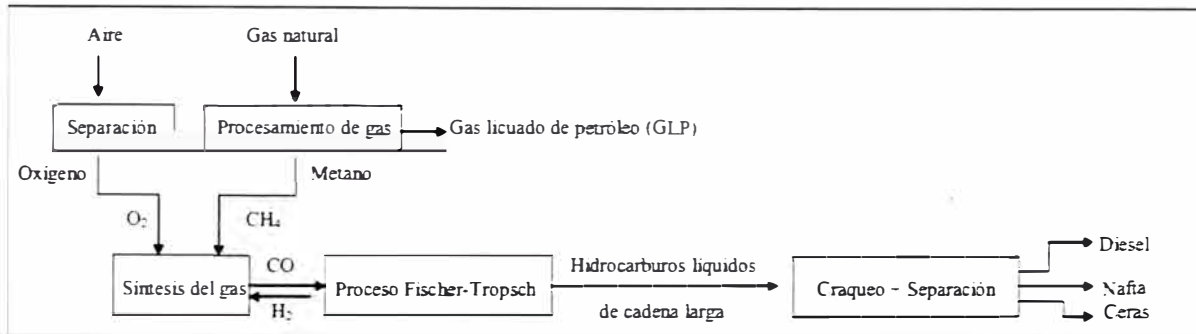 Aire
Gas natural
Separación
Procesamiento de gas
Gas licuado de petróleo (GLP)
Oxigeno
Metano
O₂
CH₄
Sintesis del gas
CO
H₂
Proceso Fischer-Tropsch
Hidrocarburos líquidos
de cadena larga
Craqueo - Separación
Diesel
Nafta
Ceras